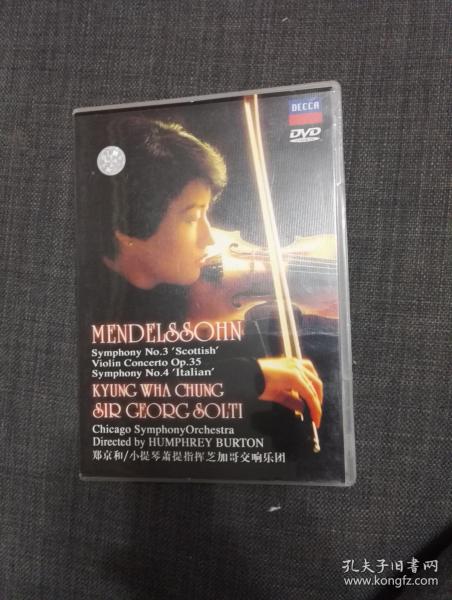 DECCA
DVD
MENDELSSOHN
Symphony No.3 'Scottish'
Violin Concerto Op.35
Symphony No.4 'Italian'
KYUNG WHA CHUNG
SIR GEORG SOLTI
Chicago SymphonyOrchestra
Directed by HUMPHREY BURTON
郑京和/小提琴萧提指挥芝加哥交响乐团
孔夫子旧书网
www.kongfz.com